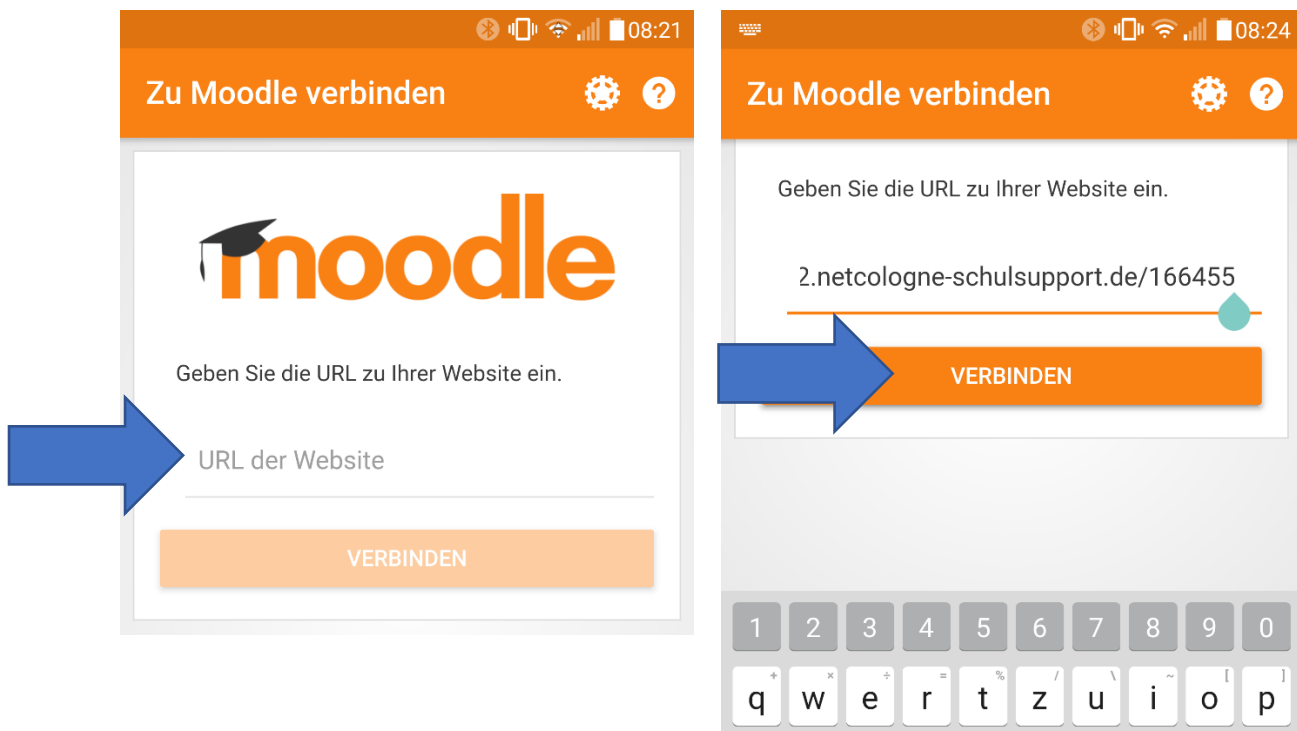 08:21
Zu Moodle verbinden
?
moodle
Geben Sie die URL zu Ihrer Website ein.
URL der Website
VERBINDEN
08:24
Zu Moodle verbinden
?
Geben Sie die URL zu Ihrer Website ein.
2.netcologne-schulsupport.de/166455
VERBINDEN
1 2 3 4 5 6 7 8 9 0
+ × ÷ = % / \ ~ [ ]
q w e r t z u i o p